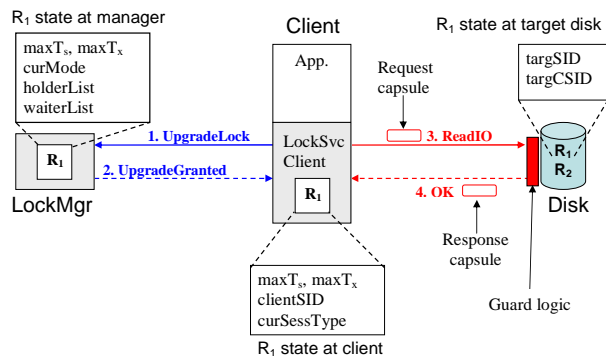 R1 state at manager
maxTs, maxTx
curMode
holderList
waiterList
Client
App.
R1 state at target disk
targSID
targCSID
Request
capsule
1. UpgradeLock
LockSvc
Client
3. ReadIO
R1
2. UpgradeGranted
R1
R1
R2
4. OK
LockMgr
Disk
Response
capsule
maxTs, maxTx
clientSID
curSessType
Guard logic
R1 state at client